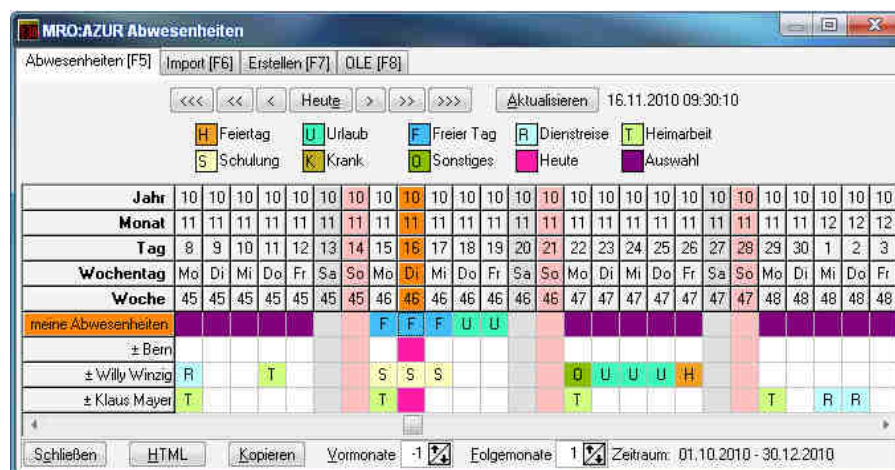 MRO:AZUR Abwesenheiten
Abwesenheiten [F5] Import [F6] Erstellen [F7] OLE [F8]
<<< << < Heute > >> >>> Aktualisieren 16.11.2010 09:30:10
H Feiertag U Urlaub F Freier Tag R Dienstreise T Heimarbeit
S Schulung K Krank O Sonstiges Heute Auswahl
Jahr 10 10 10 10 10 10 10 10 10 10 10 10 10 10 10 10 10 10 10 10 10 10 10 10 10 10
Monat 11 11 11 11 11 11 11 11 11 11 11 11 11 11 11 11 11 11 11 11 11 11 11 12 12 12
Tag 8 9 10 11 12 13 14 15 16 17 18 19 20 21 22 23 24 25 26 27 28 29 30 1 2 3
Wochentag Mo Di Mi Do Fr Sa So Mo Di Mi Do Fr Sa So Mo Di Mi Do Fr Sa So Mo Di Mi Do Fr
Woche 45 45 45 45 45 45 45 46 46 46 46 46 46 46 47 47 47 47 47 47 47 48 48 48 48 48
meine Abwesenheiten F F F U U
± Bern
± Willy Winzig R T S S S O U U U H
± Klaus Mayer T T T T R R
Schließen HTML Kopieren Vormonate -1 Folgemonate 1 Zeitraum: 01.10.2010 - 30.12.2010